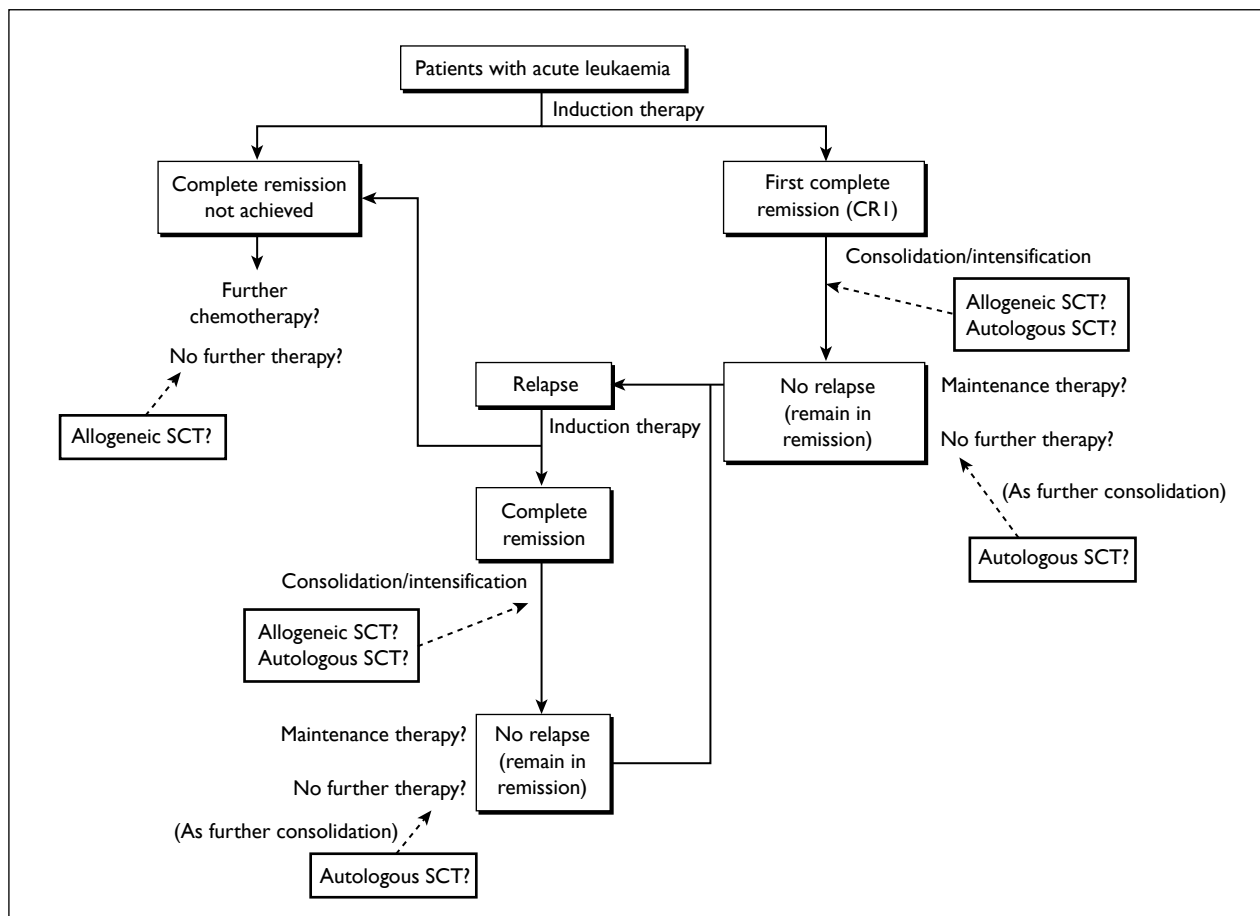 Patients with acute leukaemia
Induction therapy
Complete remission
not achieved
First complete
remission (CR1)
Consolidation/intensification
Further
chemotherapy?
Allogeneic SCT?
Autologous SCT?
No further therapy?
Allogeneic SCT?
Relapse
Induction therapy
No relapse
(remain in
remission)
Maintenance therapy?
No further therapy?
(As further consolidation)
Autologous SCT?
Complete
remission
Consolidation/intensification
Allogeneic SCT?
Autologous SCT?
Maintenance therapy?
No relapse
(remain in
remission)
No further therapy?
(As further consolidation)
Autologous SCT?